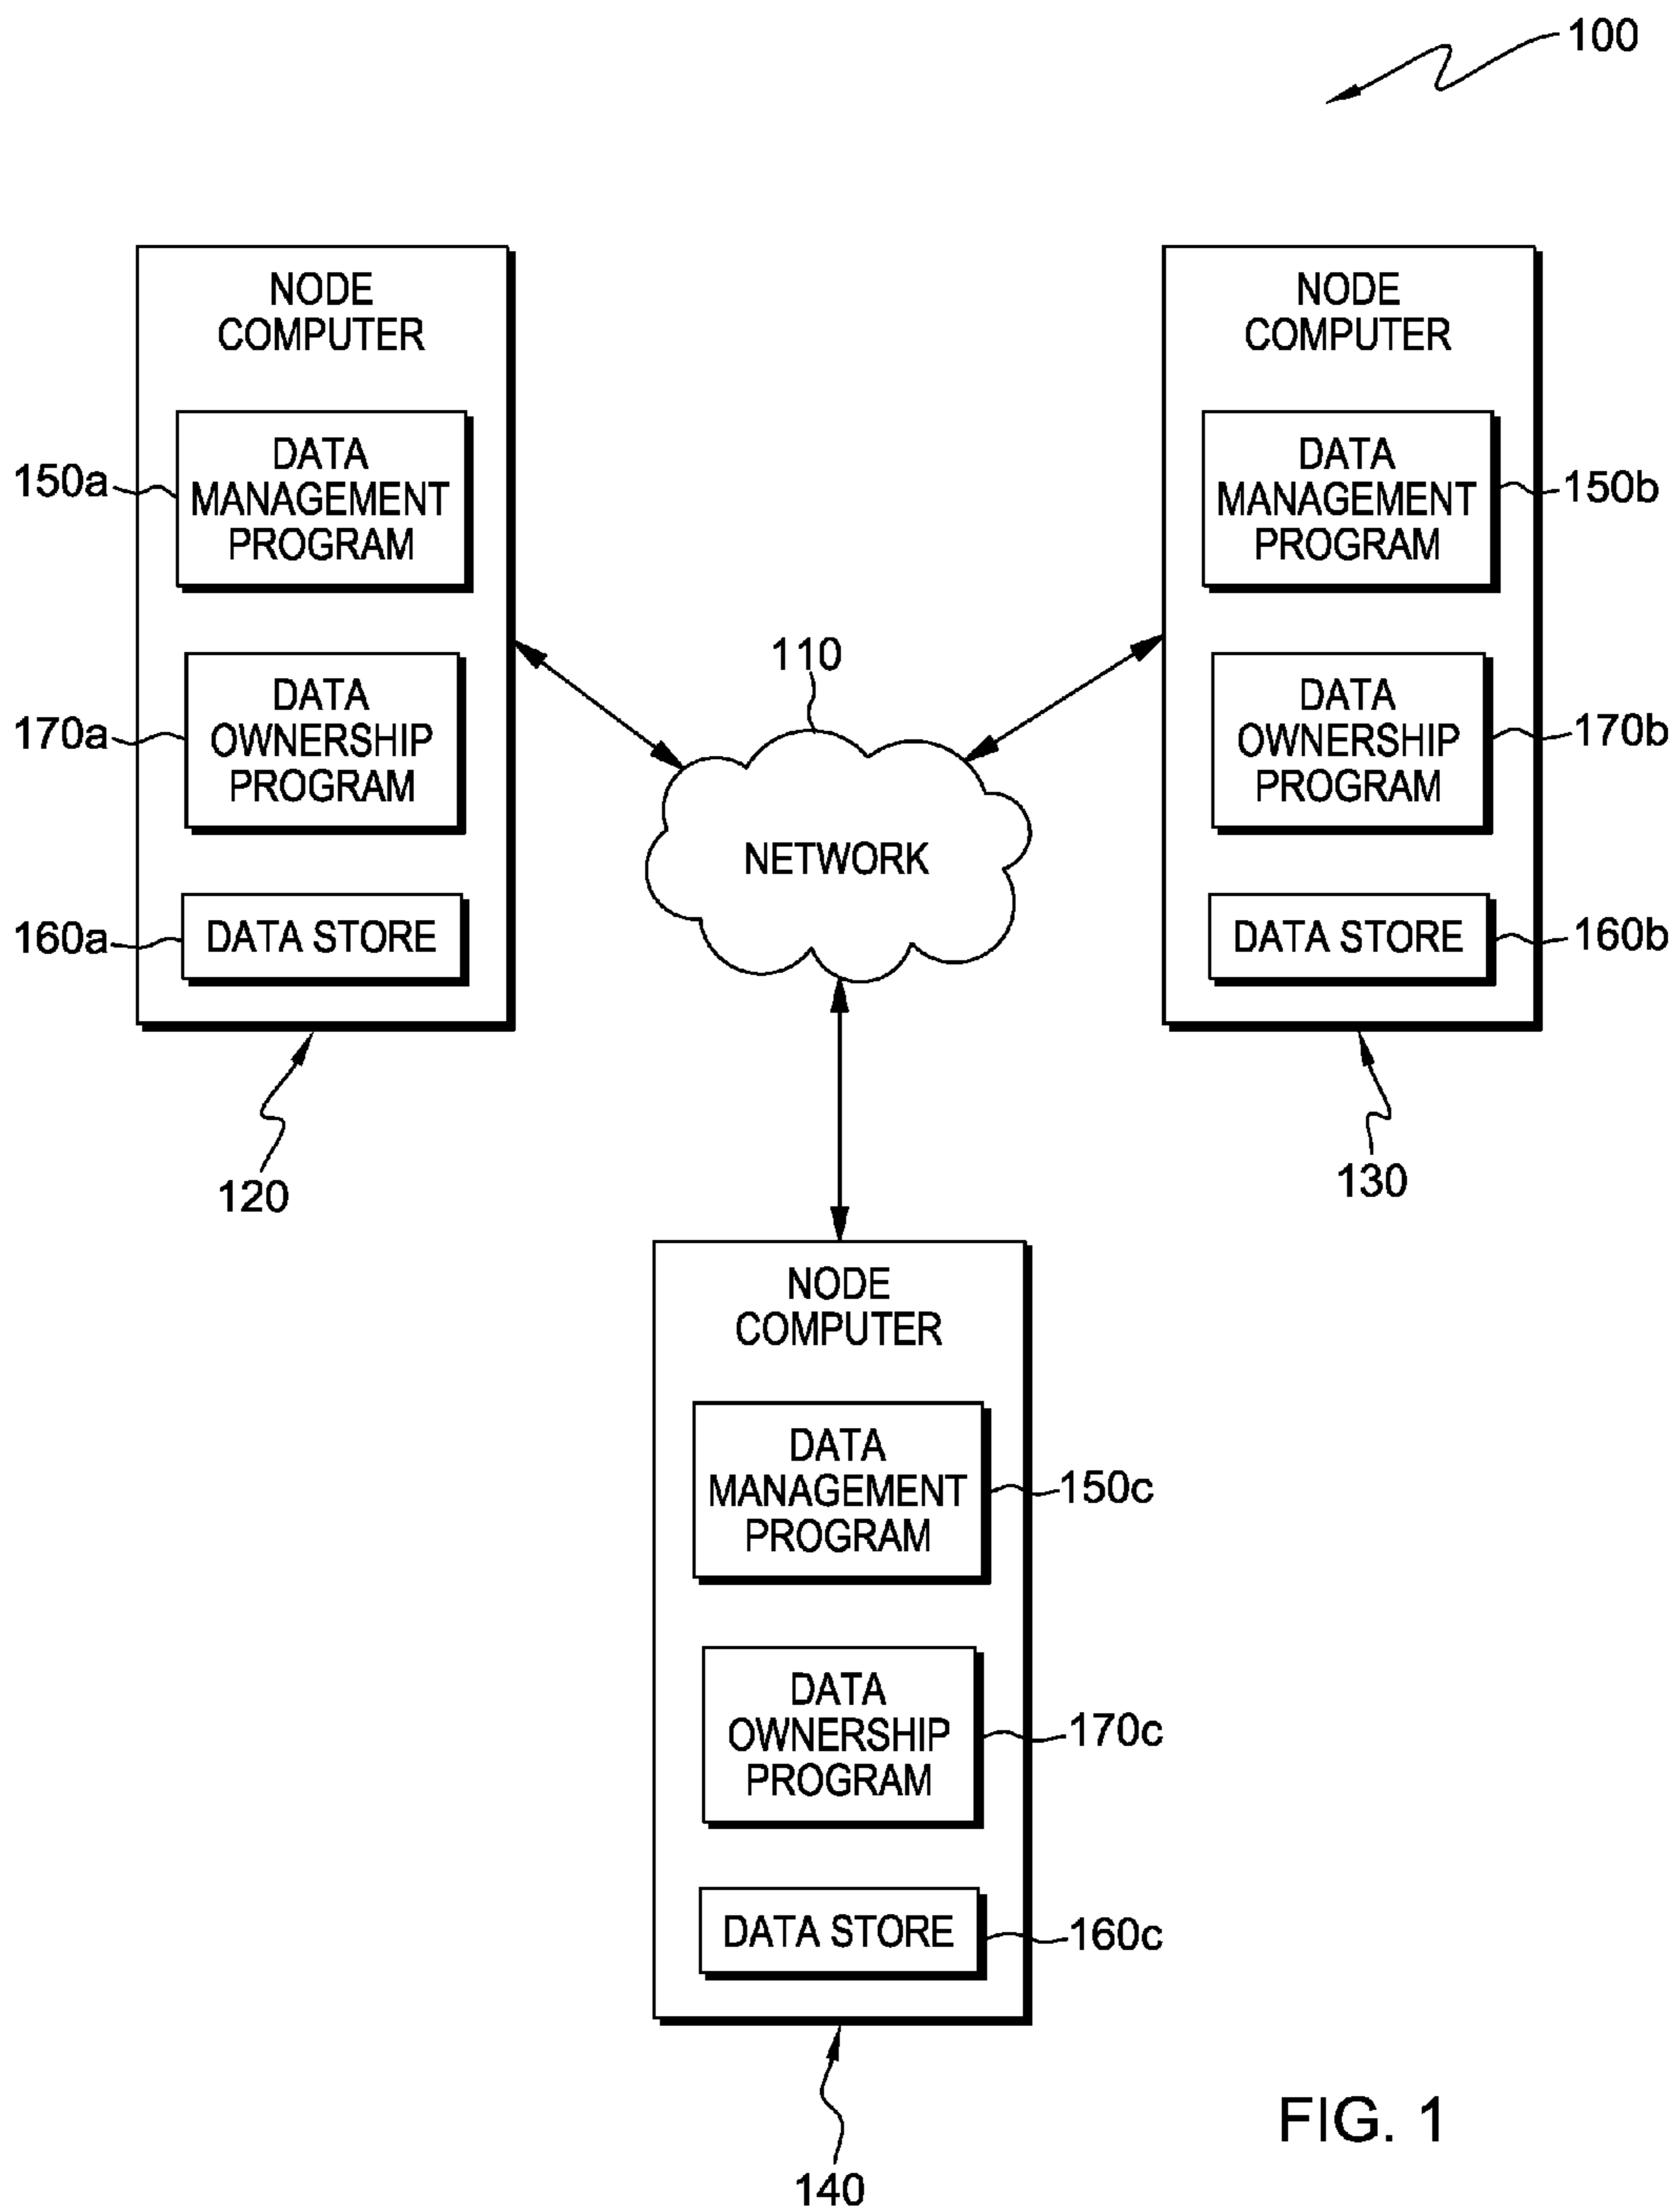 100
NODE
COMPUTER
150a
DATA
MANAGEMENT
PROGRAM
170a
DATA
OWNERSHIP
PROGRAM
160a
DATA STORE
120
110
NETWORK
NODE
COMPUTER
DATA
MANAGEMENT
PROGRAM
150b
DATA
OWNERSHIP
PROGRAM
170b
DATA STORE
160b
130
NODE
COMPUTER
DATA
MANAGEMENT
PROGRAM
150c
DATA
OWNERSHIP
PROGRAM
170c
DATA STORE
160c
140
FIG. 1